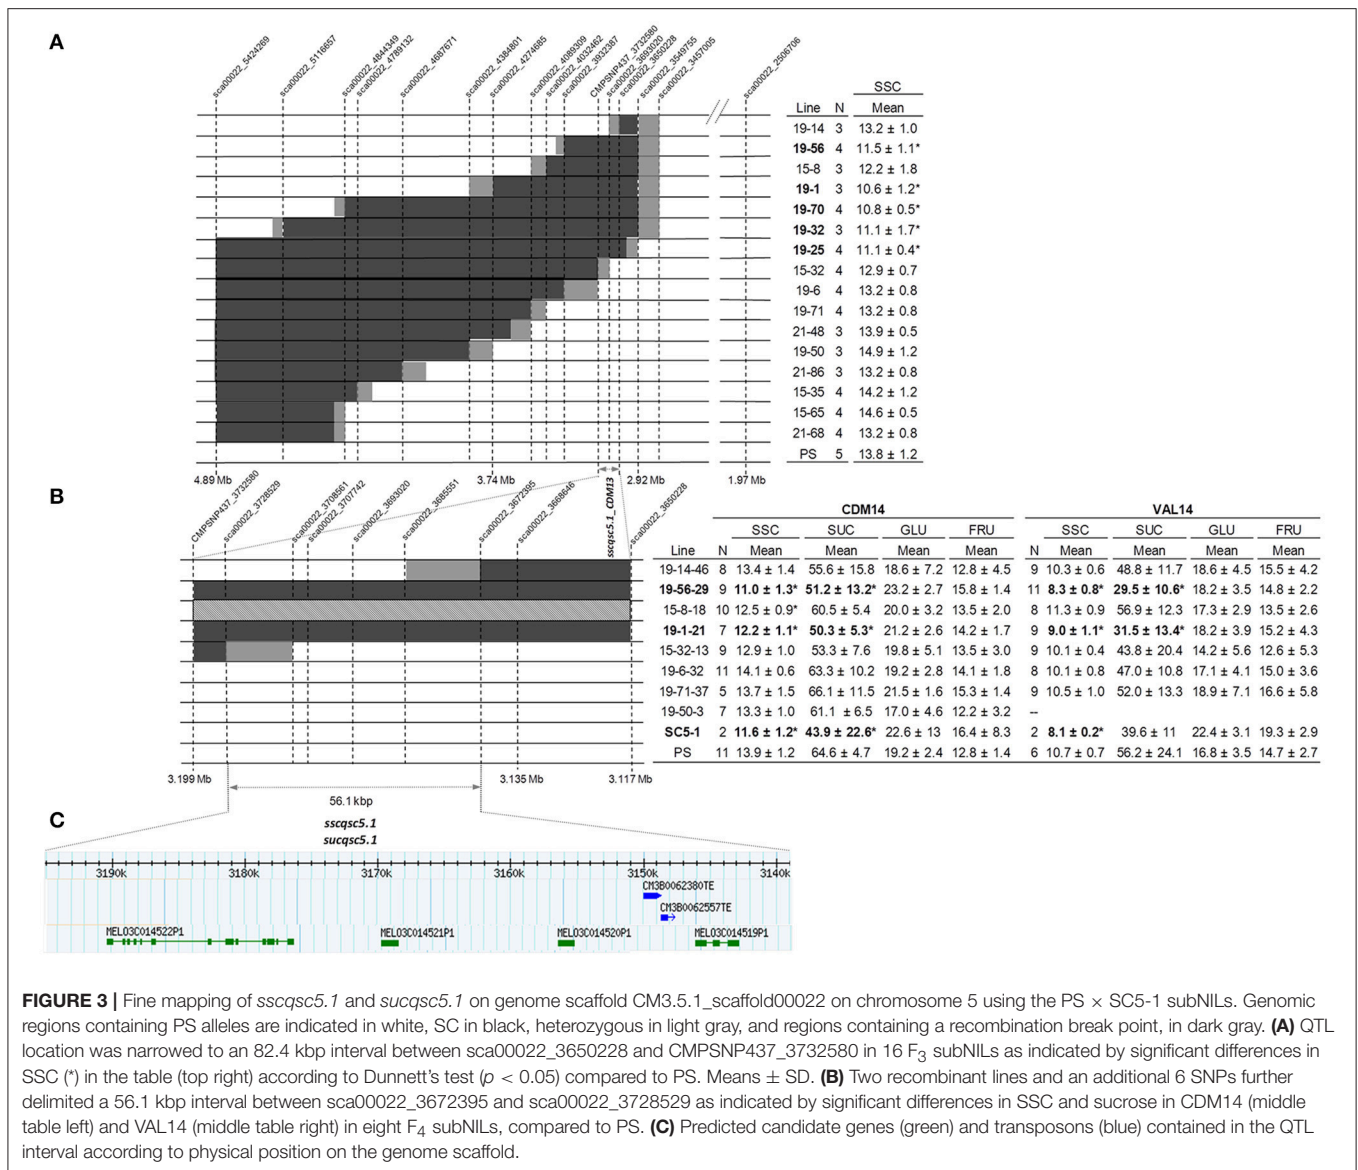 A
sca00022_5424269
sca00022_5116657
sca00022_4844349
sca00022_4789132
sca00022_4687671
sca00022_4384801
sca00022_4274685
sca00022_4089309
sca00022_4032462
sca00022_3932387
CMPSNP437_3732580
sca00022_3693020
sca00022_3650228
sca00022_3549755
sca00022_3457005
sca00022_2506706
SSC
Line N Mean
19-14 3 13.2 ± 1.0
19-56 4 11.5 ± 1.1*
15-8 3 12.2 ± 1.8
19-1 3 10.6 ± 1.2*
19-70 4 10.8 ± 0.5*
19-32 3 11.1 ± 1.7*
19-25 4 11.1 ± 0.4*
15-32 4 12.9 ± 0.7
19-6 4 13.2 ± 0.8
19-71 4 13.2 ± 0.8
21-48 3 13.9 ± 0.5
19-50 3 14.9 ± 1.2
21-86 3 13.2 ± 0.8
15-35 4 14.2 ± 1.2
15-65 4 14.6 ± 0.5
21-68 4 13.2 ± 0.8
PS 5 13.8 ± 1.2
4.89 Mb 3.74 Mb 2.92 Mb 1.97 Mb
sscqsc5.1_CDM13
B
CMPSNP437_3732580
sca00022_3728529
sca00022_3708561
sca00022_3707742
sca00022_3693020
sca00022_3685551
sca00022_3672395
sca00022_3668646
sca00022_3650228
CDM14 VAL14
SSC SUC GLU FRU SSC SUC GLU FRU
Line N Mean Mean Mean Mean N Mean Mean Mean Mean
19-14-46 8 13.4 ± 1.4 55.6 ± 15.8 18.6 ± 7.2 12.8 ± 4.5 9 10.3 ± 0.6 48.8 ± 11.7 18.6 ± 4.5 15.5 ± 4.2
19-56-29 9 11.0 ± 1.3* 51.2 ± 13.2* 23.2 ± 2.7 15.8 ± 1.4 11 8.3 ± 0.8* 29.5 ± 10.6* 18.2 ± 3.5 14.8 ± 2.2
15-8-18 10 12.5 ± 0.9* 60.5 ± 5.4 20.0 ± 3.2 13.5 ± 2.0 8 11.3 ± 0.9 56.9 ± 12.3 17.3 ± 2.9 13.5 ± 2.6
19-1-21 7 12.2 ± 1.1* 50.3 ± 5.3* 21.2 ± 2.6 14.2 ± 1.7 9 9.0 ± 1.1* 31.5 ± 13.4* 18.2 ± 3.9 15.2 ± 4.3
15-32-13 9 12.9 ± 1.0 53.3 ± 7.6 19.8 ± 5.1 13.5 ± 3.0 9 10.1 ± 0.4 43.8 ± 20.4 14.2 ± 5.6 12.6 ± 5.3
19-6-32 11 14.1 ± 0.6 63.3 ± 10.2 19.2 ± 2.8 14.1 ± 1.8 8 10.1 ± 0.8 47.0 ± 10.8 17.1 ± 4.1 15.0 ± 3.6
19-71-37 5 13.7 ± 1.5 66.1 ± 11.5 21.5 ± 1.6 15.3 ± 1.4 9 10.5 ± 1.0 52.0 ± 13.3 18.9 ± 7.1 16.6 ± 5.8
19-50-3 7 13.3 ± 1.0 61.1 ± 6.5 17.0 ± 4.6 12.2 ± 3.2 --
SC5-1 2 11.6 ± 1.2* 43.9 ± 22.6* 22.6 ± 13 16.4 ± 8.3 2 8.1 ± 0.2* 39.6 ± 11 22.4 ± 3.1 19.3 ± 2.9
PS 11 13.9 ± 1.2 64.6 ± 4.7 19.2 ± 2.4 12.8 ± 1.4 6 10.7 ± 0.7 56.2 ± 24.1 16.8 ± 3.5 14.7 ± 2.7
3.199 Mb 3.135 Mb 3.117 Mb
56.1 kbp
sscqsc5.1
sucqsc5.1
C
3190k 3180k 3170k 3160k 3150k 3140k
CM3B0062380TE
CM3B0062557TE
MELO3C014522P1 MELO3C014521P1 MELO3C014520P1 MELO3C014519P1
FIGURE 3 | Fine mapping of sscqsc5.1 and sucqsc5.1 on genome scaffold CM3.5.1_scaffold00022 on chromosome 5 using the PS × SC5-1 subNILs. Genomic
regions containing PS alleles are indicated in white, SC in black, heterozygous in light gray, and regions containing a recombination break point, in dark gray. (A) QTL
location was narrowed to an 82.4 kbp interval between sca00022_3650228 and CMPSNP437_3732580 in 16 F3 subNILs as indicated by significant differences in
SSC (*) in the table (top right) according to Dunnett's test (p < 0.05) compared to PS. Means ± SD. (B) Two recombinant lines and an additional 6 SNPs further
delimited a 56.1 kbp interval between sca00022_3672395 and sca00022_3728529 as indicated by significant differences in SSC and sucrose in CDM14 (middle
table left) and VAL14 (middle table right) in eight F4 subNILs, compared to PS. (C) Predicted candidate genes (green) and transposons (blue) contained in the QTL
interval according to physical position on the genome scaffold.